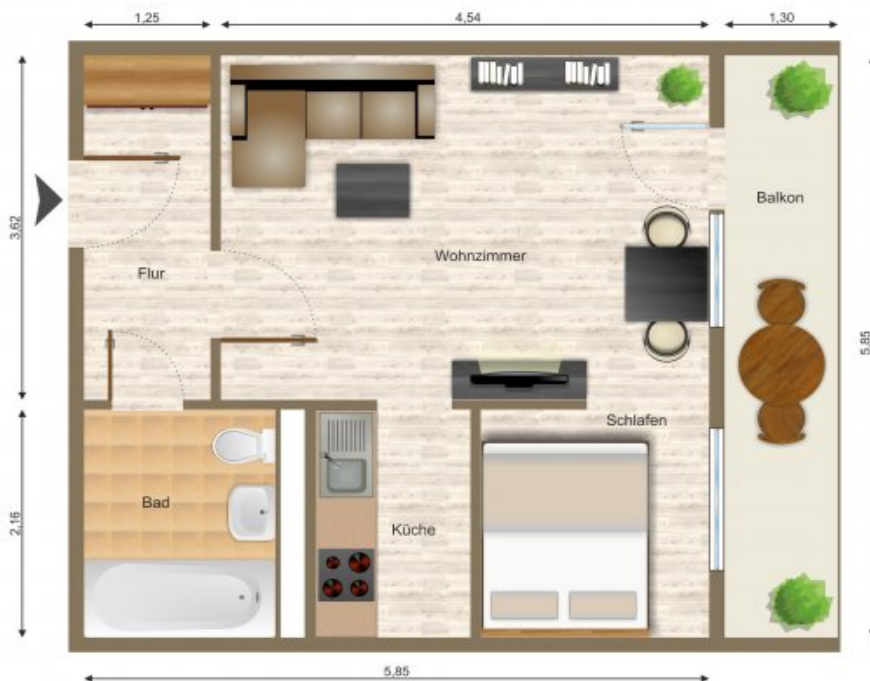 1,25
4,54
1,30
3,62
Balkon
Wohnzimmer
Flur
5,85
Schlafen
Bad
2,16
Küche
5,85